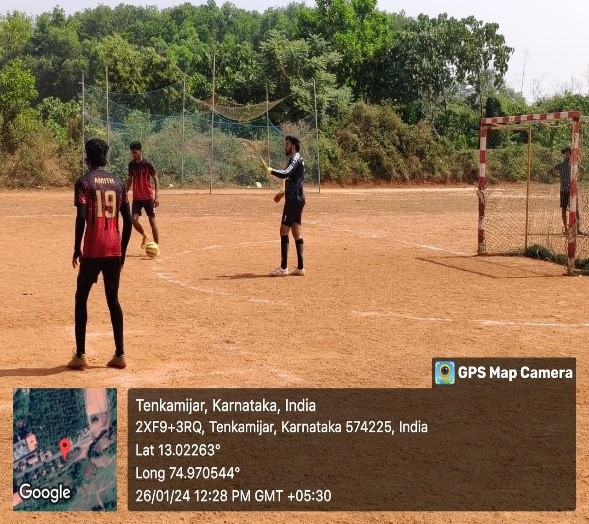 AMITH
19
GPS Map Camera
Tenkamijar, Karnataka, India
2XF9+3RQ, Tenkamijar, Karnataka 574225, India
Lat 13.02263°
Long 74.970544°
26/01/24 12:28 PM GMT +05:30
Google